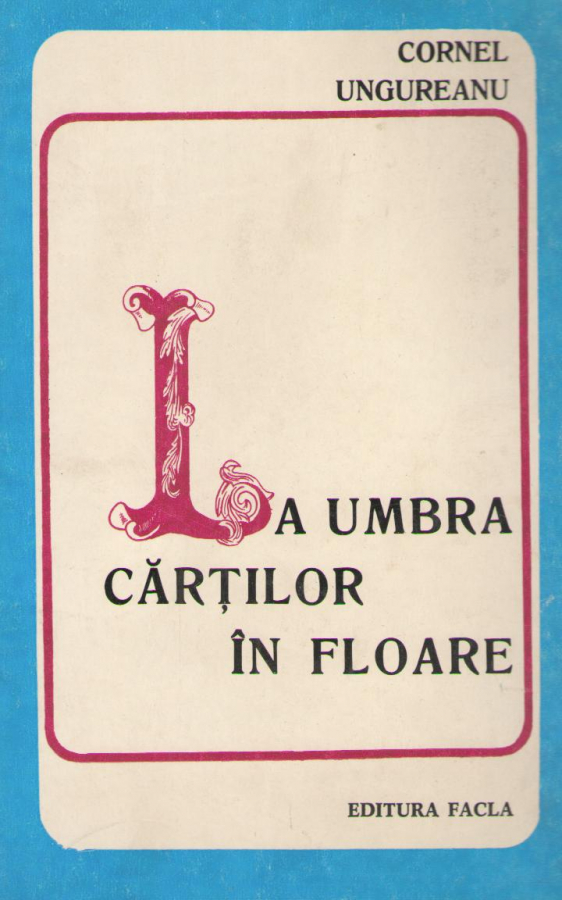 CORNEL
UNGUREANU
LA UMBRA
CĂRȚILOR
ÎN FLOARE
EDITURA FACLA